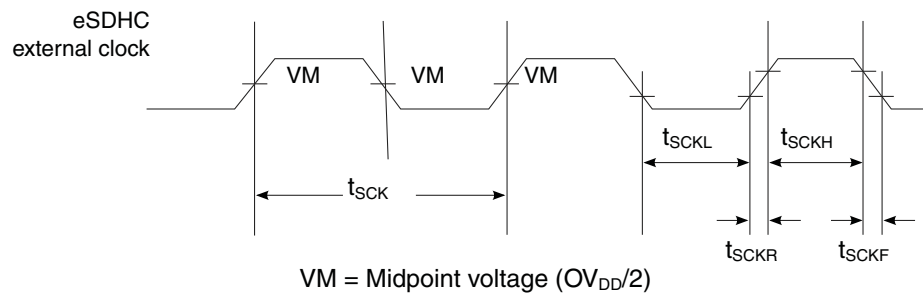 eSDHC
external clock
VM VM VM
tSCKL tSCKH
tSCK
tSCKR tSCKF
VM = Midpoint voltage (OVDD/2)